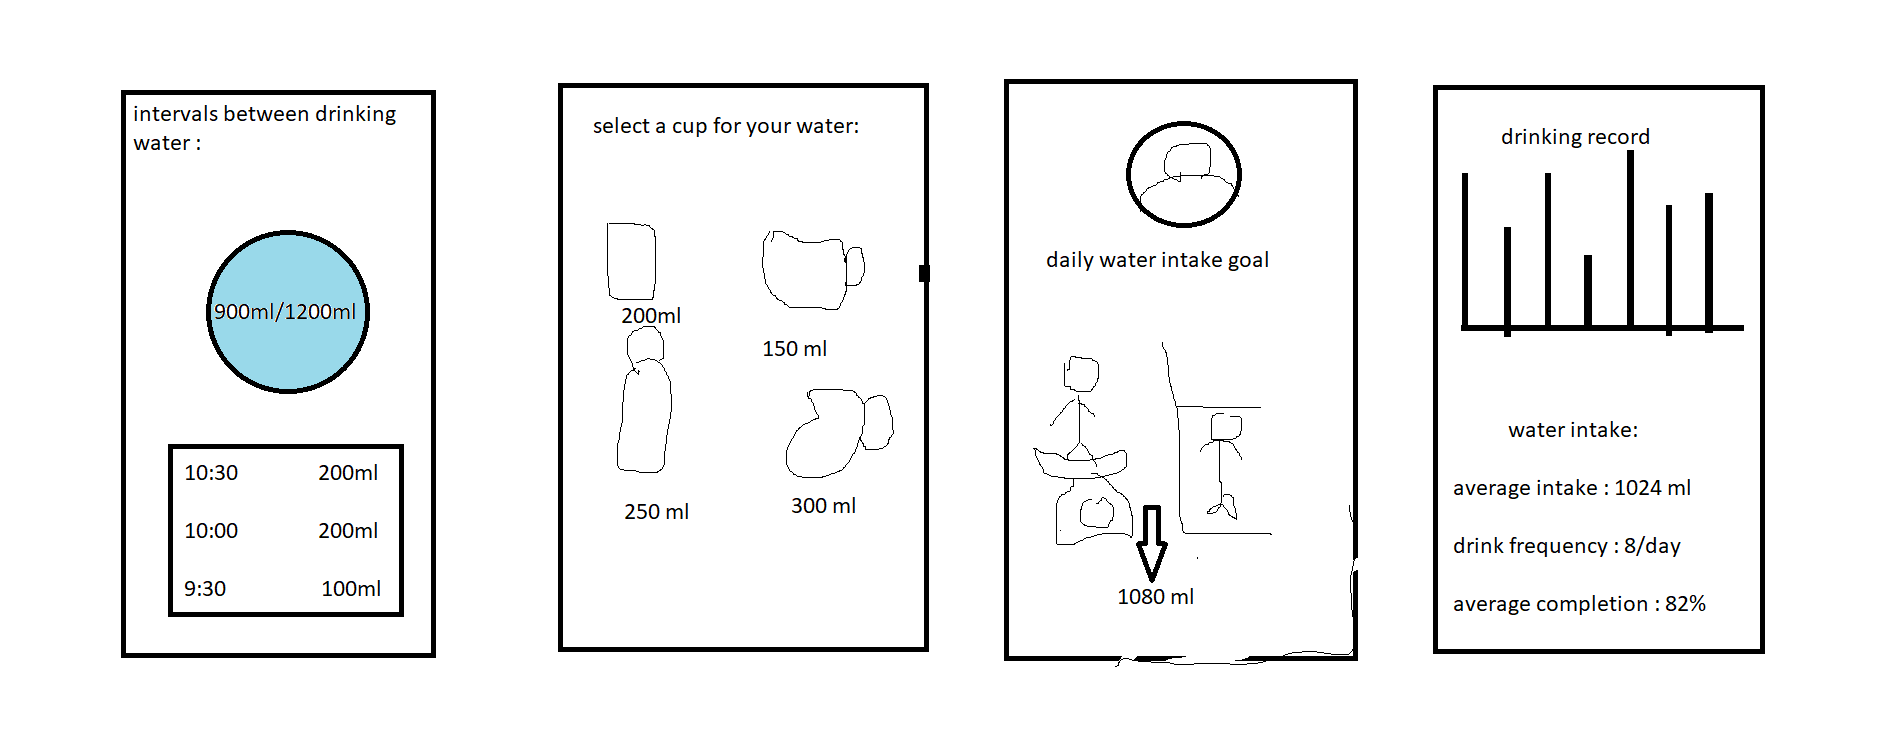 intervals between drinking
water :
900ml/1200ml
10:30 200ml
10:00 200ml
9:30 100ml
select a cup for your water:
200ml
150 ml
250 ml
300 ml
daily water intake goal
1080 ml
drinking record
water intake:
average intake : 1024 ml
drink frequency : 8/day
average completion : 82%